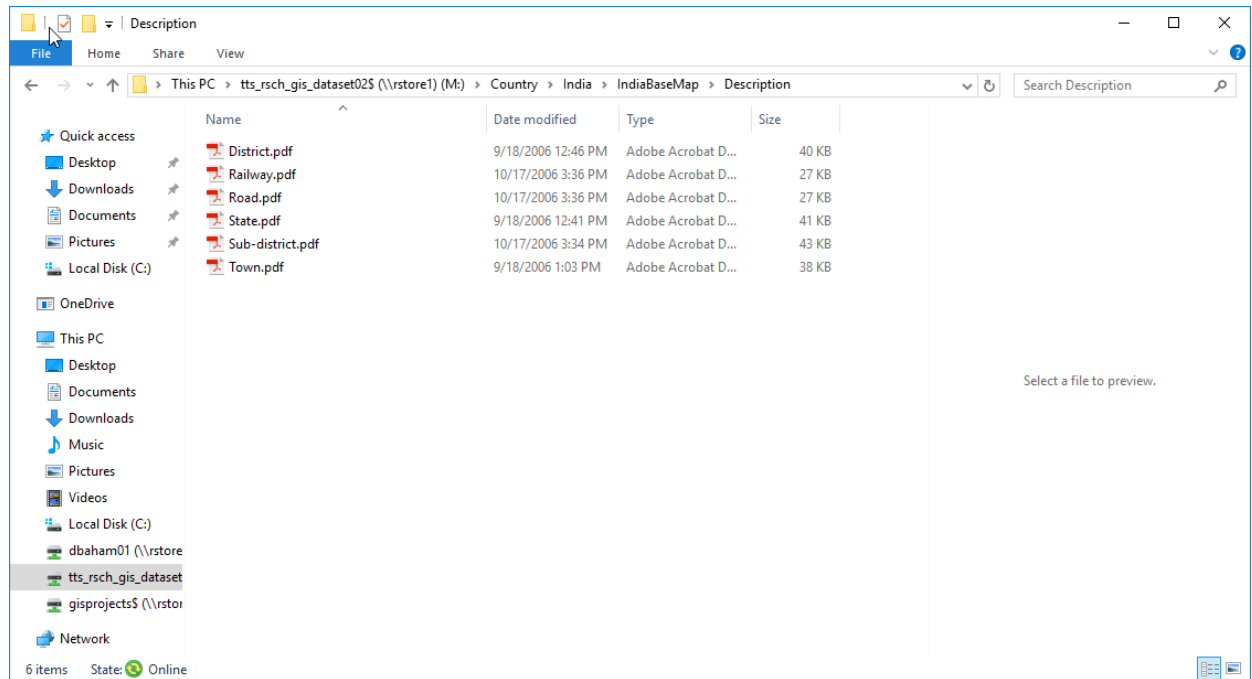 Description
File Home Share View
This PC > tts_rsch_gis_dataset02$ (\\rstore1) (M:) > Country > India > IndiaBaseMap > Description
Search Description
Name Date modified Type Size
Quick access
Desktop
Downloads
Documents
Pictures
Local Disk (C:)
OneDrive
This PC
Desktop
Documents
Downloads
Music
Pictures
Videos
Local Disk (C:)
dbaham01 (\\rstore
tts_rsch_gis_dataset
gisprojects$ (\\rstor
Network
District.pdf 9/18/2006 12:46 PM Adobe Acrobat D... 40 KB
Railway.pdf 10/17/2006 3:36 PM Adobe Acrobat D... 27 KB
Road.pdf 10/17/2006 3:36 PM Adobe Acrobat D... 27 KB
State.pdf 9/18/2006 12:41 PM Adobe Acrobat D... 41 KB
Sub-district.pdf 10/17/2006 3:34 PM Adobe Acrobat D... 43 KB
Town.pdf 9/18/2006 1:03 PM Adobe Acrobat D... 38 KB
Select a file to preview.
6 items State: Online